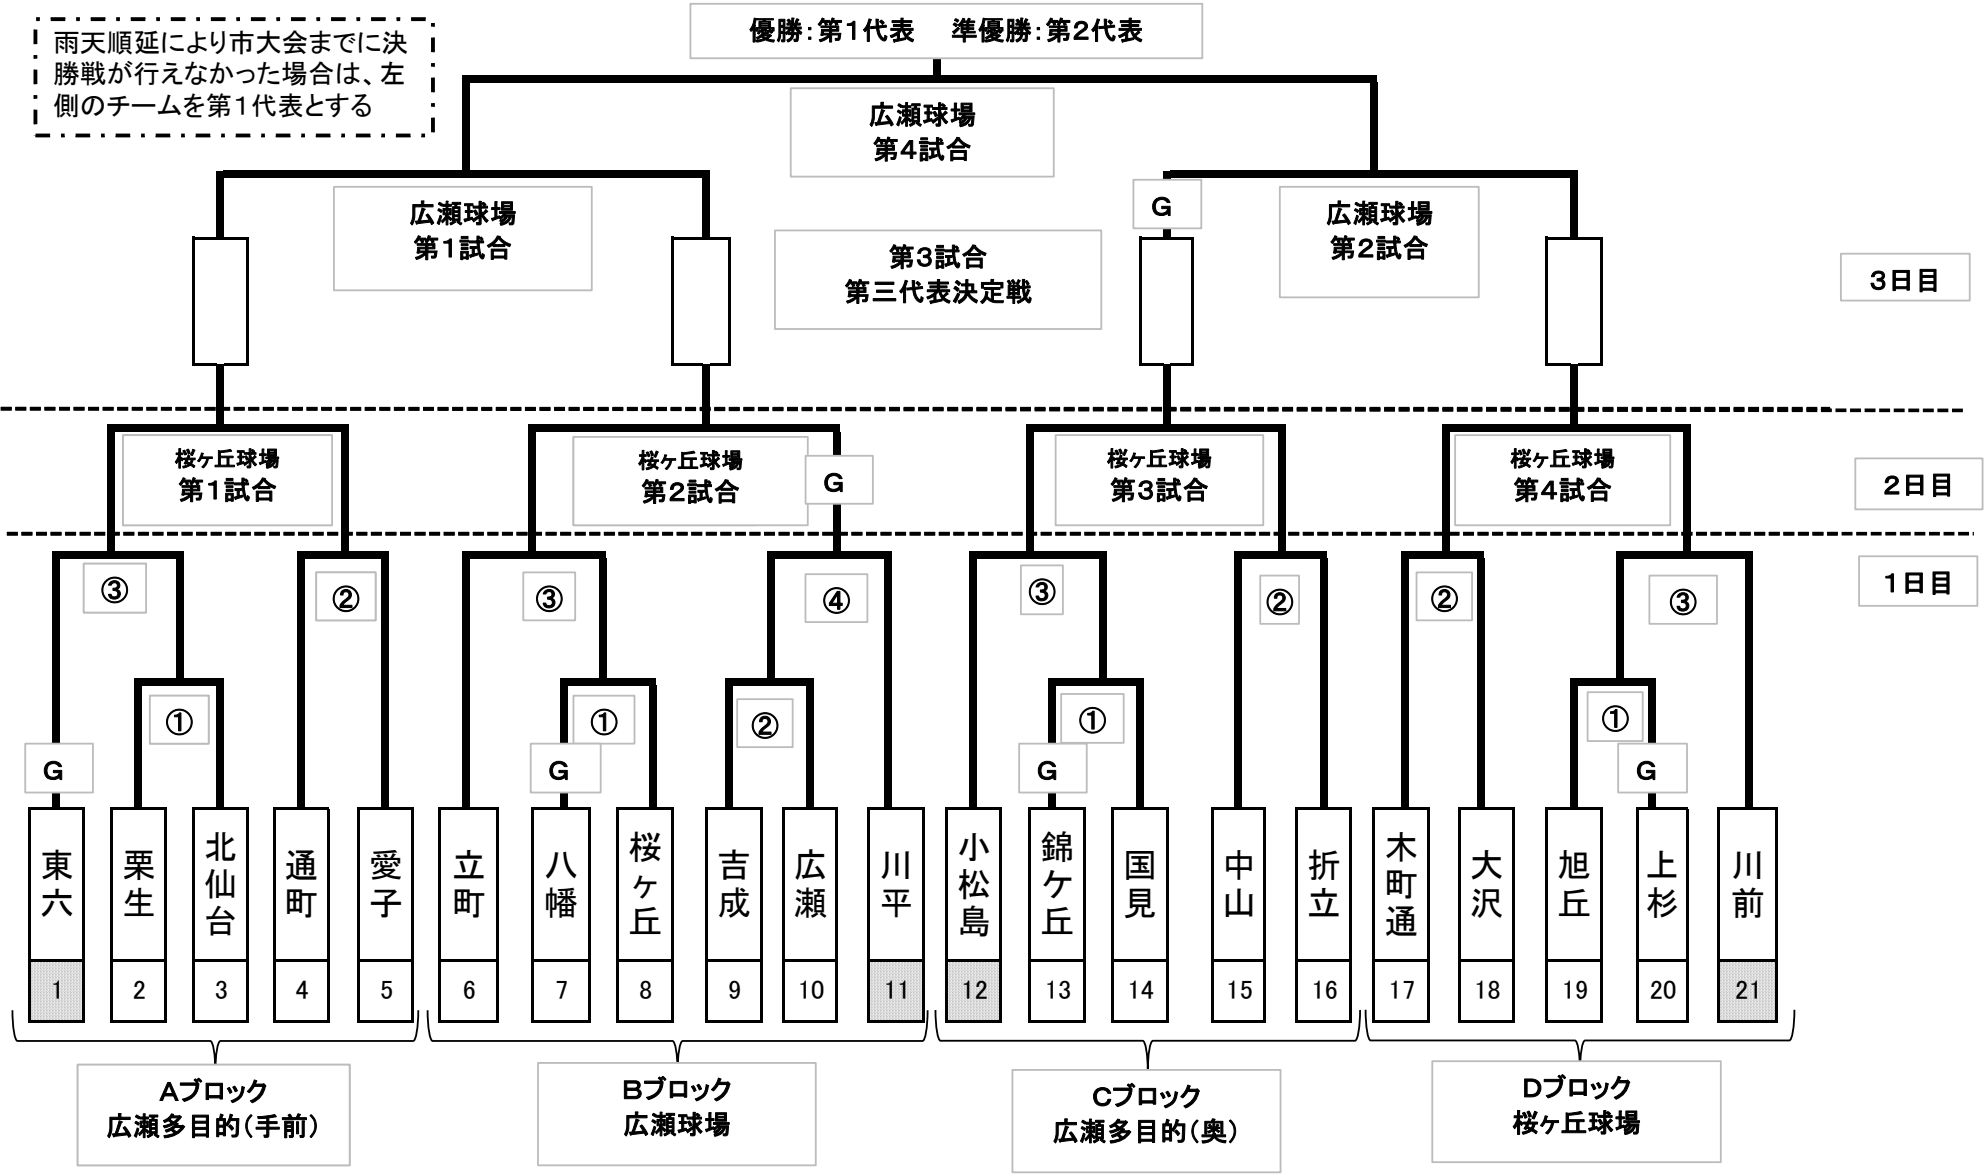 雨天順延により市大会までに決
勝戦が行えなかった場合は、左
側のチームを第1代表とする
優勝：第1代表　準優勝：第2代表
広瀬球場
第4試合
広瀬球場
第1試合
第3試合
第三代表決定戦
G
広瀬球場
第2試合
3日目
桜ヶ丘球場
第1試合
桜ヶ丘球場
第2試合
G
桜ヶ丘球場
第3試合
桜ヶ丘球場
第4試合
2日目
③
②
③
④
③
②
②
③
1日目
①
①
②
①
①
G
G
G
G
東六
栗生
北仙台
通町
愛子
立町
八幡
桜ヶ丘
吉成
広瀬
川平
小松島
錦ケ丘
国見
中山
折立
木町通
大沢
旭丘
上杉
川前
1
2
3
4
5
6
7
8
9
10
11
12
13
14
15
16
17
18
19
20
21
Aブロック
広瀬多目的（手前）
Bブロック
広瀬球場
Cブロック
広瀬多目的（奥）
Dブロック
桜ヶ丘球場